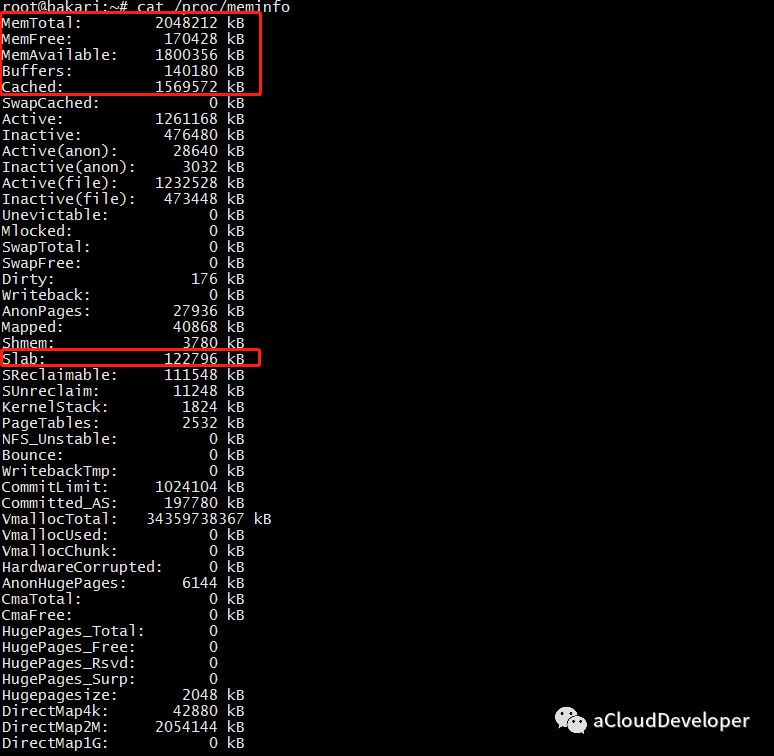 root@bakari:~# cat /proc/meminfo
MemTotal: 2048212 kB
MemFree: 170428 kB
MemAvailable: 1800356 kB
Buffers: 140180 kB
Cached: 1569572 kB
SwapCached: 0 kB
Active: 1261168 kB
Inactive: 476480 kB
Active(anon): 28640 kB
Inactive(anon): 3032 kB
Active(file): 1232528 kB
Inactive(file): 473448 kB
Unevictable: 0 kB
Mlocked: 0 kB
SwapTotal: 0 kB
SwapFree: 0 kB
Dirty: 176 kB
Writeback: 0 kB
AnonPages: 27936 kB
Mapped: 40868 kB
Shmem: 3780 kB
Slab: 122796 kB
SReclaimable: 111548 kB
SUnreclaim: 11248 kB
KernelStack: 1824 kB
PageTables: 2532 kB
NFS_Unstable: 0 kB
Bounce: 0 kB
WritebackTmp: 0 kB
CommitLimit: 1024104 kB
Committed_AS: 197780 kB
VmallocTotal: 34359738367 kB
VmallocUsed: 0 kB
VmallocChunk: 0 kB
HardwareCorrupted: 0 kB
AnonHugePages: 6144 kB
CmaTotal: 0 kB
CmaFree: 0 kB
HugePages_Total: 0
HugePages_Free: 0
HugePages_Rsvd: 0
HugePages_Surp: 0
Hugepagesize: 2048 kB
DirectMap4k: 42880 kB
DirectMap2M: 2054144 kB
DirectMap1G: 0 kB
aCloudDeveloper